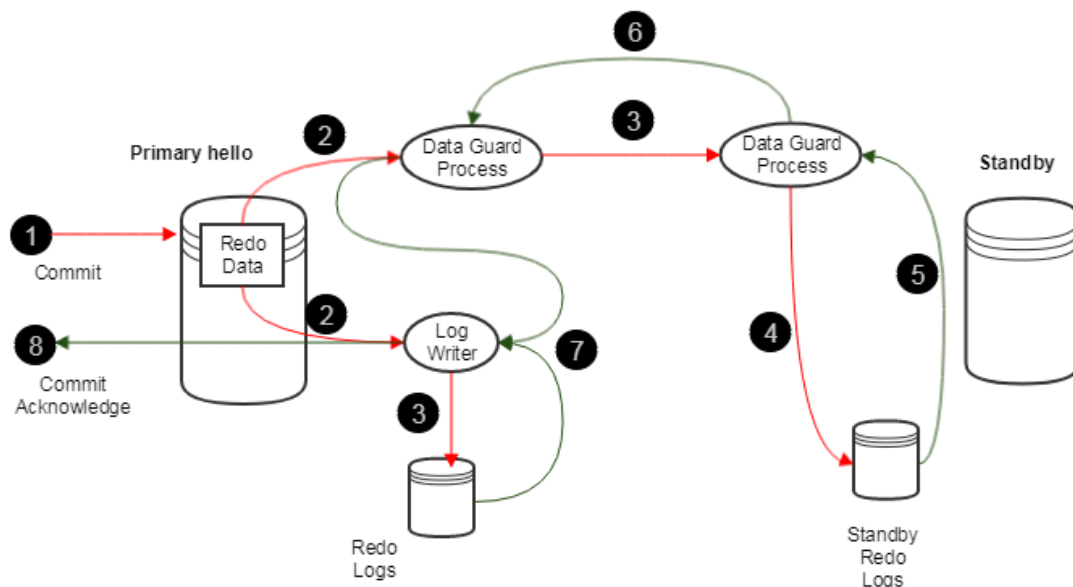 6
2
Data Guard
Process
3
Data Guard
Process
Primary hello
Standby
1
Redo
Data
Commit
5
2
Log
Writer
4
8
7
Commit
Acknowledge
3
Redo
Logs
Standby
Redo
Logs